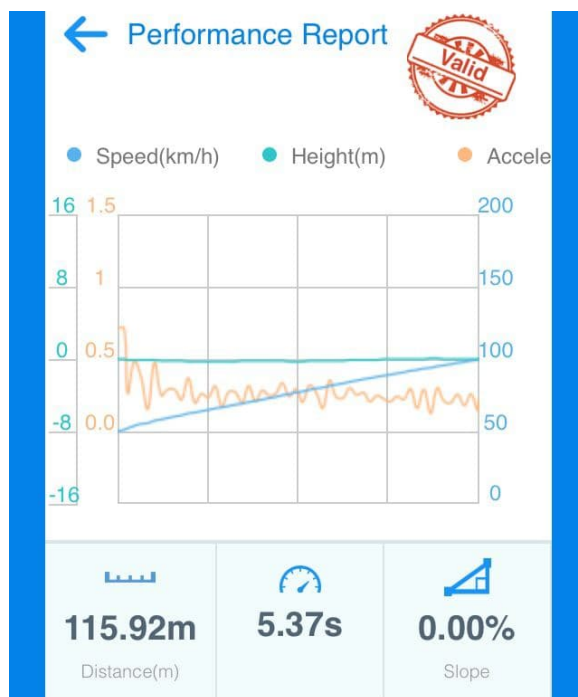 Performance Report
Valid
Speed(km/h) Height(m) Accele
16 1.5 200
8 1 150
0 0.5 100
-8 0.0 50
-16 0
115.92m 5.37s 0.00%
Distance(m) Slope